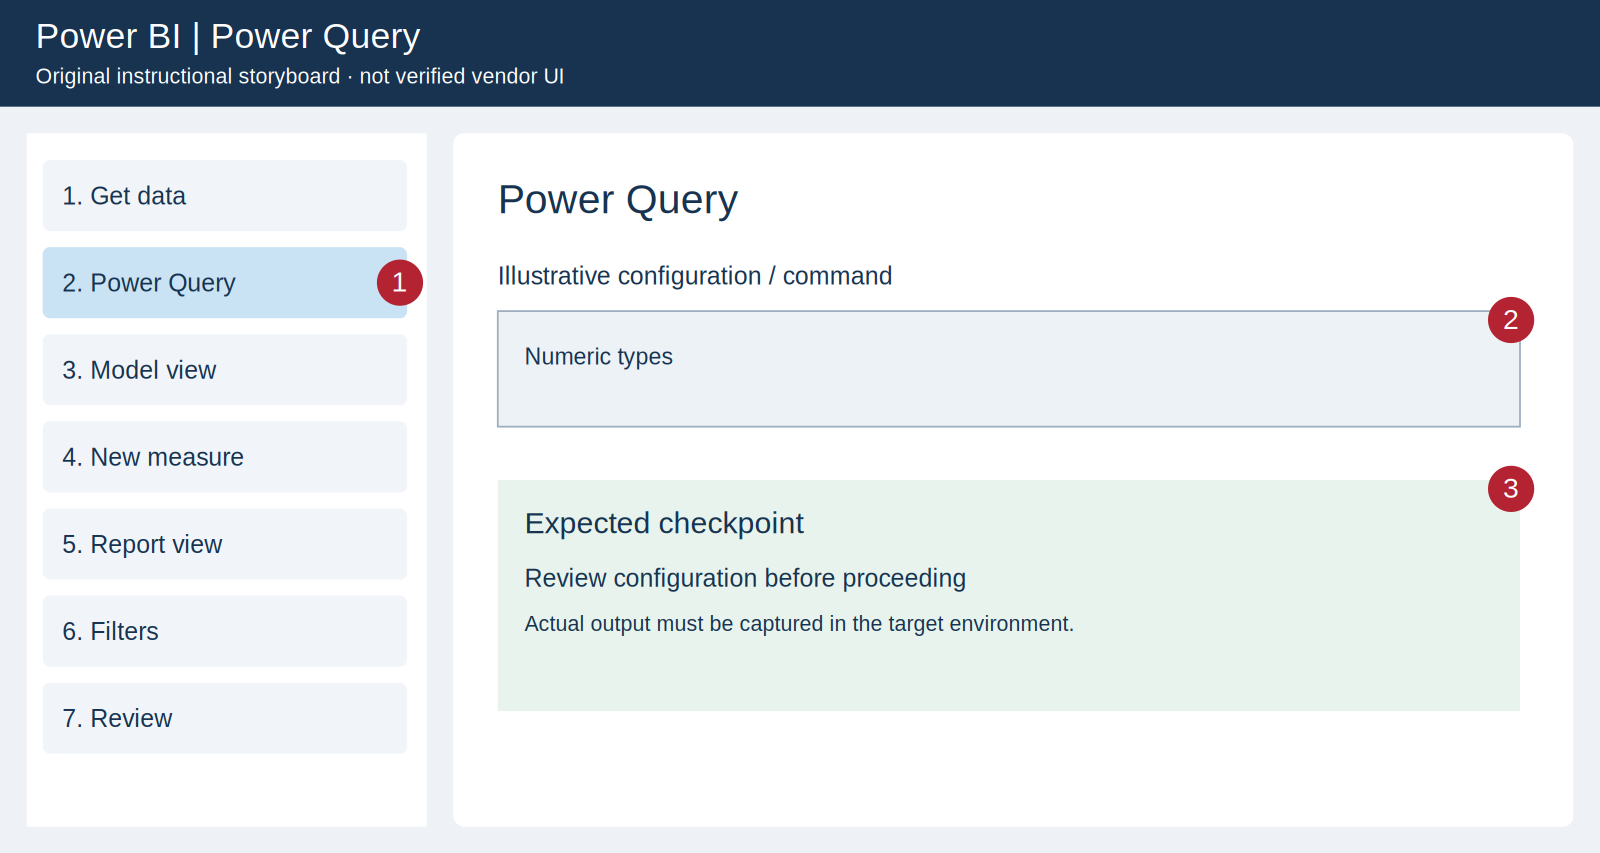 Power BI | Power Query
Original instructional storyboard · not verified vendor UI
1. Get data
2. Power Query
1
3. Model view
4. New measure
5. Report view
6. Filters
7. Review
Power Query
Illustrative configuration / command
2
Numeric types
3
Expected checkpoint
Review configuration before proceeding
Actual output must be captured in the target environment.